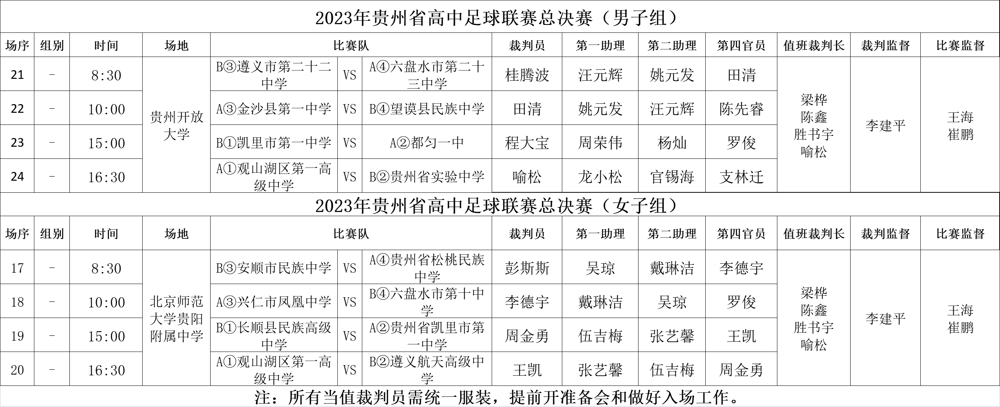 2023年贵州省高中足球联赛总决赛（男子组）
场序 组别 时间 场地 比赛队 裁判员 第一助理 第二助理 第四官员 值班裁判长 裁判监督 比赛监督
21 - 8:30 B③遵义市第二十二中学 VS A④六盘水市第二十三中学 桂腾波 汪元辉 姚元发 田清
22 - 10:00 A③金沙县第一中学 VS B④望谟县民族中学 田清 姚元发 汪元辉 陈先睿
23 - 15:00 B①凯里市第一中学 VS A②都匀一中 程大宝 周荣伟 杨灿 罗俊
24 - 16:30 A①观山湖区第一高级中学 VS B②贵州省实验中学 喻松 龙小松 官锡海 支林迁
贵州开放
大学
梁桦
陈鑫
胜书宇
喻松
李建平
王海
崔鹏
2023年贵州省高中足球联赛总决赛（女子组）
场序 组别 时间 场地 比赛队 裁判员 第一助理 第二助理 第四官员 值班裁判长 裁判监督 比赛监督
17 - 8:30 B③安顺市民族中学 VS A④贵州省松桃民族中学 彭斯斯 吴琼 戴琳洁 李德宇
18 - 10:00 A③兴仁市凤凰中学 VS B④六盘水市第十中学 李德宇 戴琳洁 吴琼 罗俊
19 - 15:00 B①长顺县民族高级中学 VS A②贵州省凯里市第一中学 周金勇 伍吉梅 张艺馨 王凯
20 - 16:30 A①观山湖区第一高级中学 VS B②遵义航天高级中学 王凯 张艺馨 伍吉梅 周金勇
北京师范
大学贵阳
附属中学
梁桦
陈鑫
胜书宇
喻松
李建平
王海
崔鹏
注：所有当值裁判员需统一服装，提前开准备会和做好入场工作。